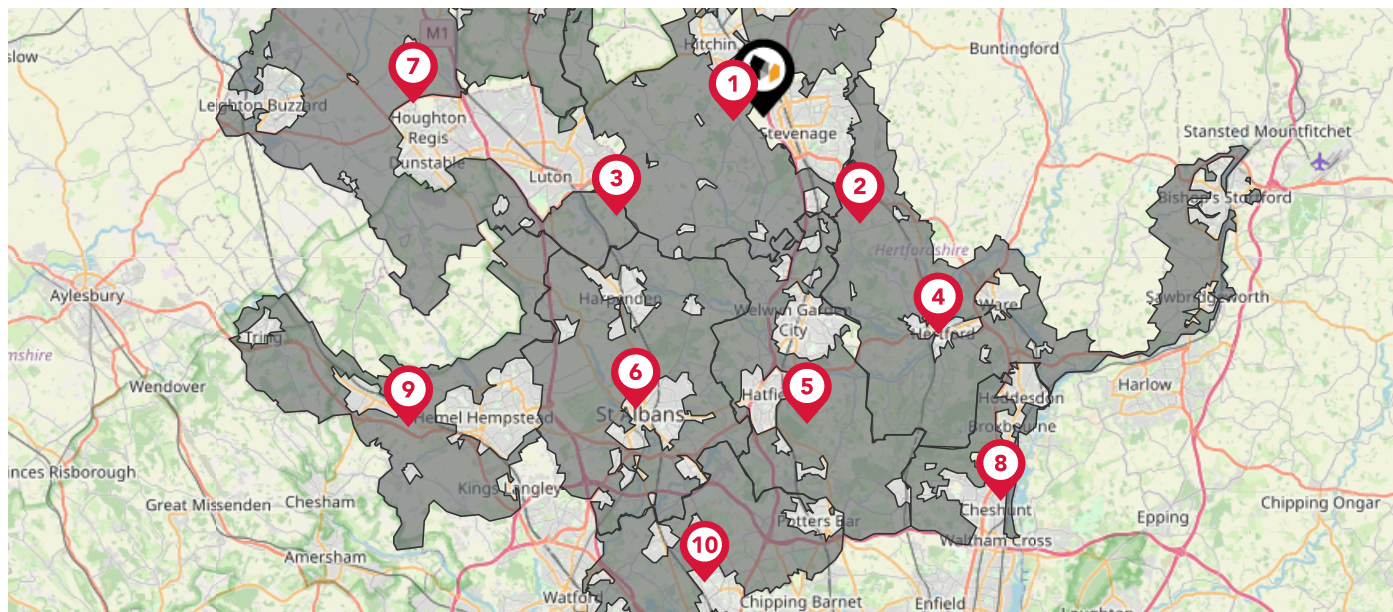 M1
slow
Hitchin
Buntingford
7
1
Leighton Buzzard
Houghton
Regis
Stevenage
Stansted Mountfitchet
Dunstable
Luton
3
2
Bishop's Stortford
Hertfordshire
Aylesbury
Harpenden
4
Ware
Sawbridgeworth
Welwyn Garden
City
Hertford
Tring
mshire
6
Wendover
9
5
Harlow
Hatfie
Hoddesdon
Hemel Hempstead
St Albans
Broxbourne
8
inces Risborough
Kings Langley
Great Missenden
Chesham
Cheshunt
Chipping Ongar
Epping
Potters Bar
10
Waltham Cross
Amersham
Watford
Chipping Barnet
Enfield
Loughton